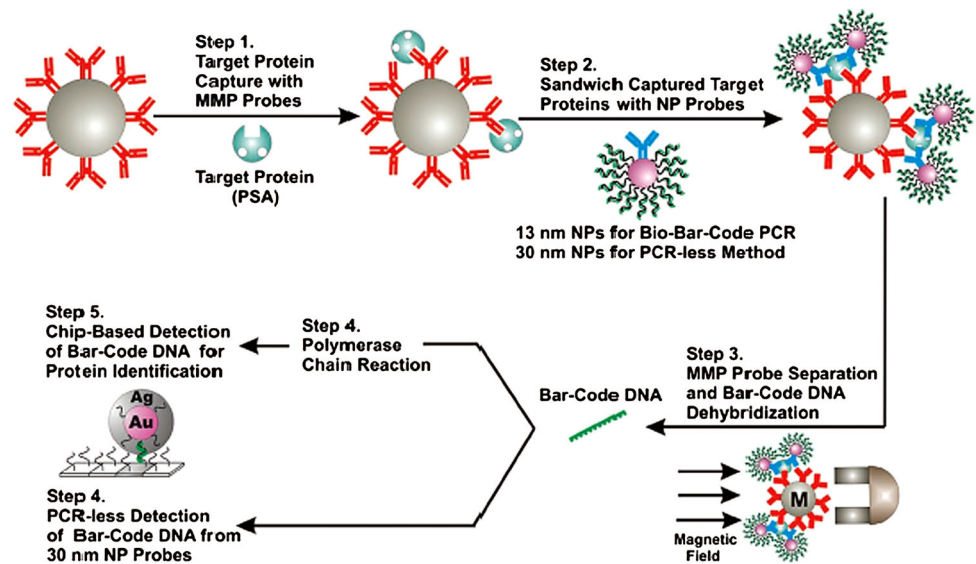 Step 1.
Target Protein
Capture with
MMP Probes
Target Protein
(PSA)
Step 2.
Sandwich Captured Target
Proteins with NP Probes
13 nm NPs for Bio-Bar-Code PCR
30 nm NPs for PCR-less Method
Step 3.
MMP Probe Separation
and Bar-Code DNA
Dehybridization
M
Magnetic
Field
Bar-Code DNA
Step 4.
Polymerase
Chain Reaction
Step 5.
Chip-Based Detection
of Bar-Code DNA for
Protein Identification
Ag
Au
Step 4.
PCR-less Detection
of Bar-Code DNA from
30 nm NP Probes